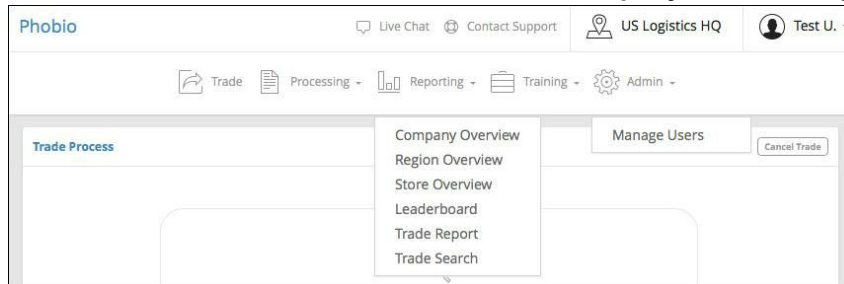 Phobio Live Chat Contact Support US Logistics HQ Test U.
Trade Processing Reporting Training Admin
Trade Process Cancel Trade
Company Overview
Region Overview
Store Overview
Leaderboard
Trade Report
Trade Search
Manage Users